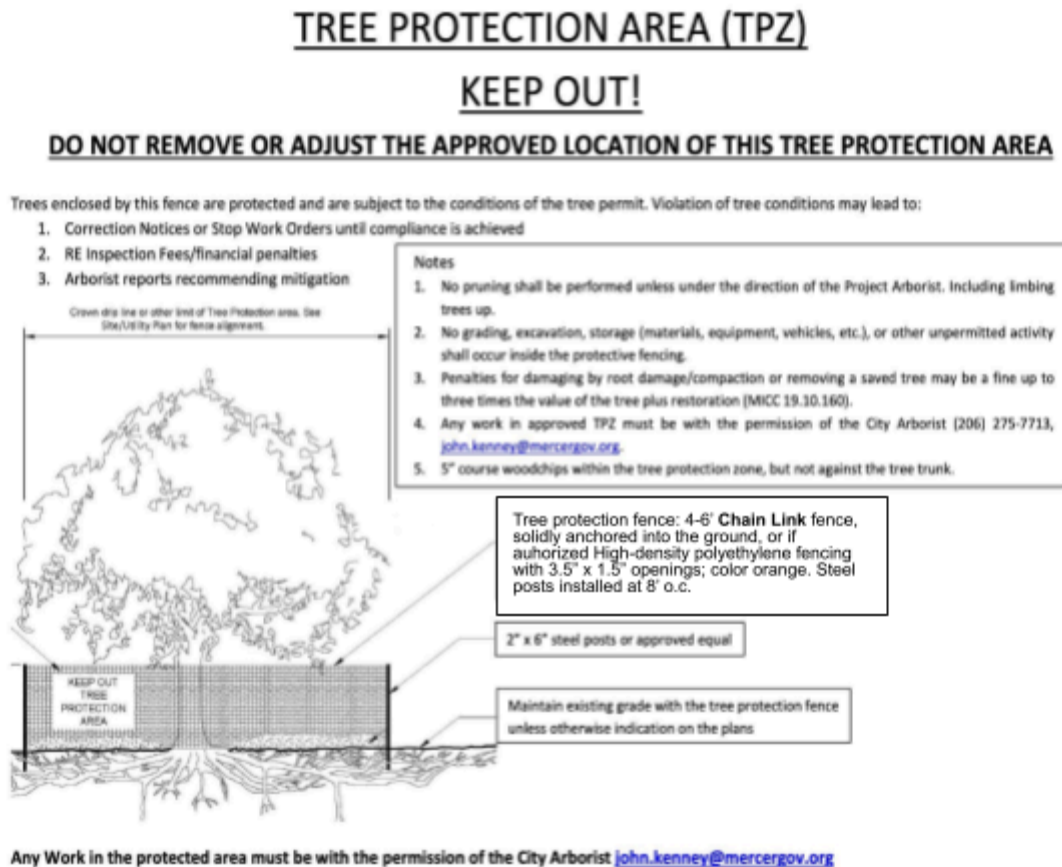 TREE PROTECTION AREA (TPZ)
KEEP OUT!
DO NOT REMOVE OR ADJUST THE APPROVED LOCATION OF THIS TREE PROTECTION AREA
Trees enclosed by this fence are protected and are subject to the conditions of the tree permit. Violation of tree conditions may lead to:
1. Correction Notices or Stop Work Orders until compliance is achieved
2. RE Inspection Fees/financial penalties
3. Arborist reports recommending mitigation
Crown drip line or other limit of Tree Protection area. See
Site/Utility Plan for fence alignment.
Notes
1. No pruning shall be performed unless under the direction of the Project Arborist. Including limbing
trees up.
2. No grading, excavation, storage (materials, equipment, vehicles, etc.), or other unpermitted activity
shall occur inside the protective fencing.
3. Penalties for damaging by root damage/compaction or removing a saved tree may be a fine up to
three times the value of the tree plus restoration (MICC 19.10.160).
4. Any work in approved TPZ must be with the permission of the City Arborist (206) 275-7713,
john.kenney@mercergov.org.
5. 5" course woodchips within the tree protection zone, but not against the tree trunk.
Tree protection fence: 4-6' Chain Link fence,
solidly anchored into the ground, or if
auhorized High-density polyethylene fencing
with 3.5" x 1.5" openings; color orange. Steel
posts installed at 8' o.c.
2" x 6" steel posts or approved equal
KEEP OUT
TREE
PROTECTION
AREA
Maintain existing grade with the tree protection fence
unless otherwise indication on the plans
Any Work in the protected area must be with the permission of the City Arborist john.kenney@mercergov.org